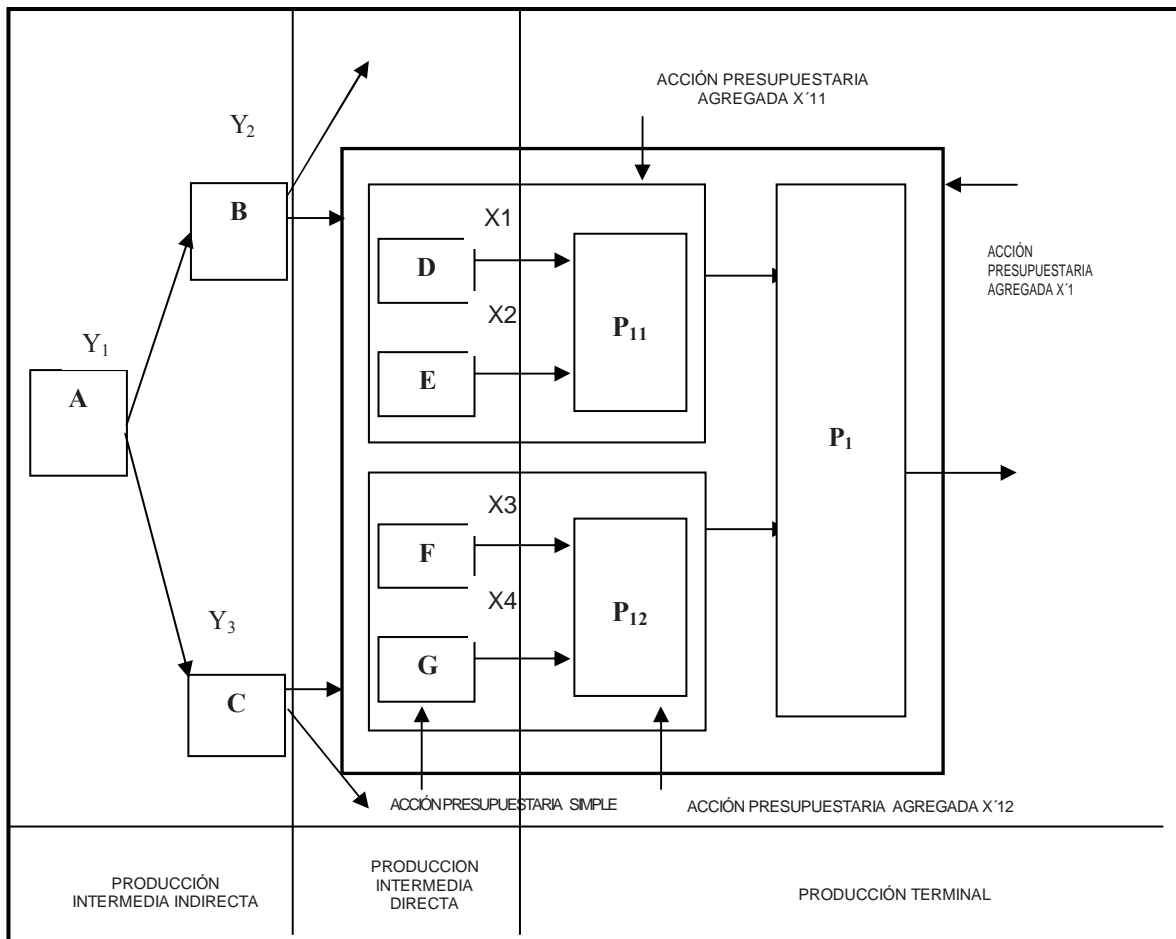 ACCIÓN PRESUPUESTARIA
AGREGADA X´11
Y2
B
X1
D
ACCIÓN
PRESUPUESTARIA
AGREGADA X´1
X2
P11
Y1
E
A
P1
X3
F
X4
P12
Y3
G
C
ACCIÓN PRESUPUESTARIA SIMPLE
ACCIÓN PRESUPUESTARIA AGREGADA X´12
PRODUCCIÓN
INTERMEDIA INDIRECTA
PRODUCCION
INTERMEDIA
DIRECTA
PRODUCCIÓN TERMINAL